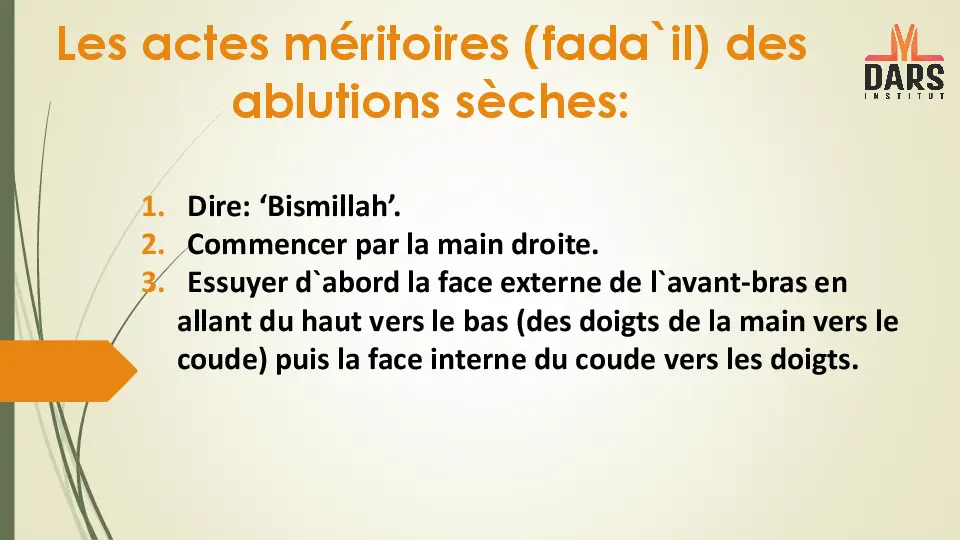 Les actes méritoires (fada`il) des
ablutions sèches:
DARS
INSTITUT
1. Dire: ‘Bismillah’.
2. Commencer par la main droite.
3. Essuyer d`abord la face externe de l`avant-bras en
allant du haut vers le bas (des doigts de la main vers le
coude) puis la face interne du coude vers les doigts.